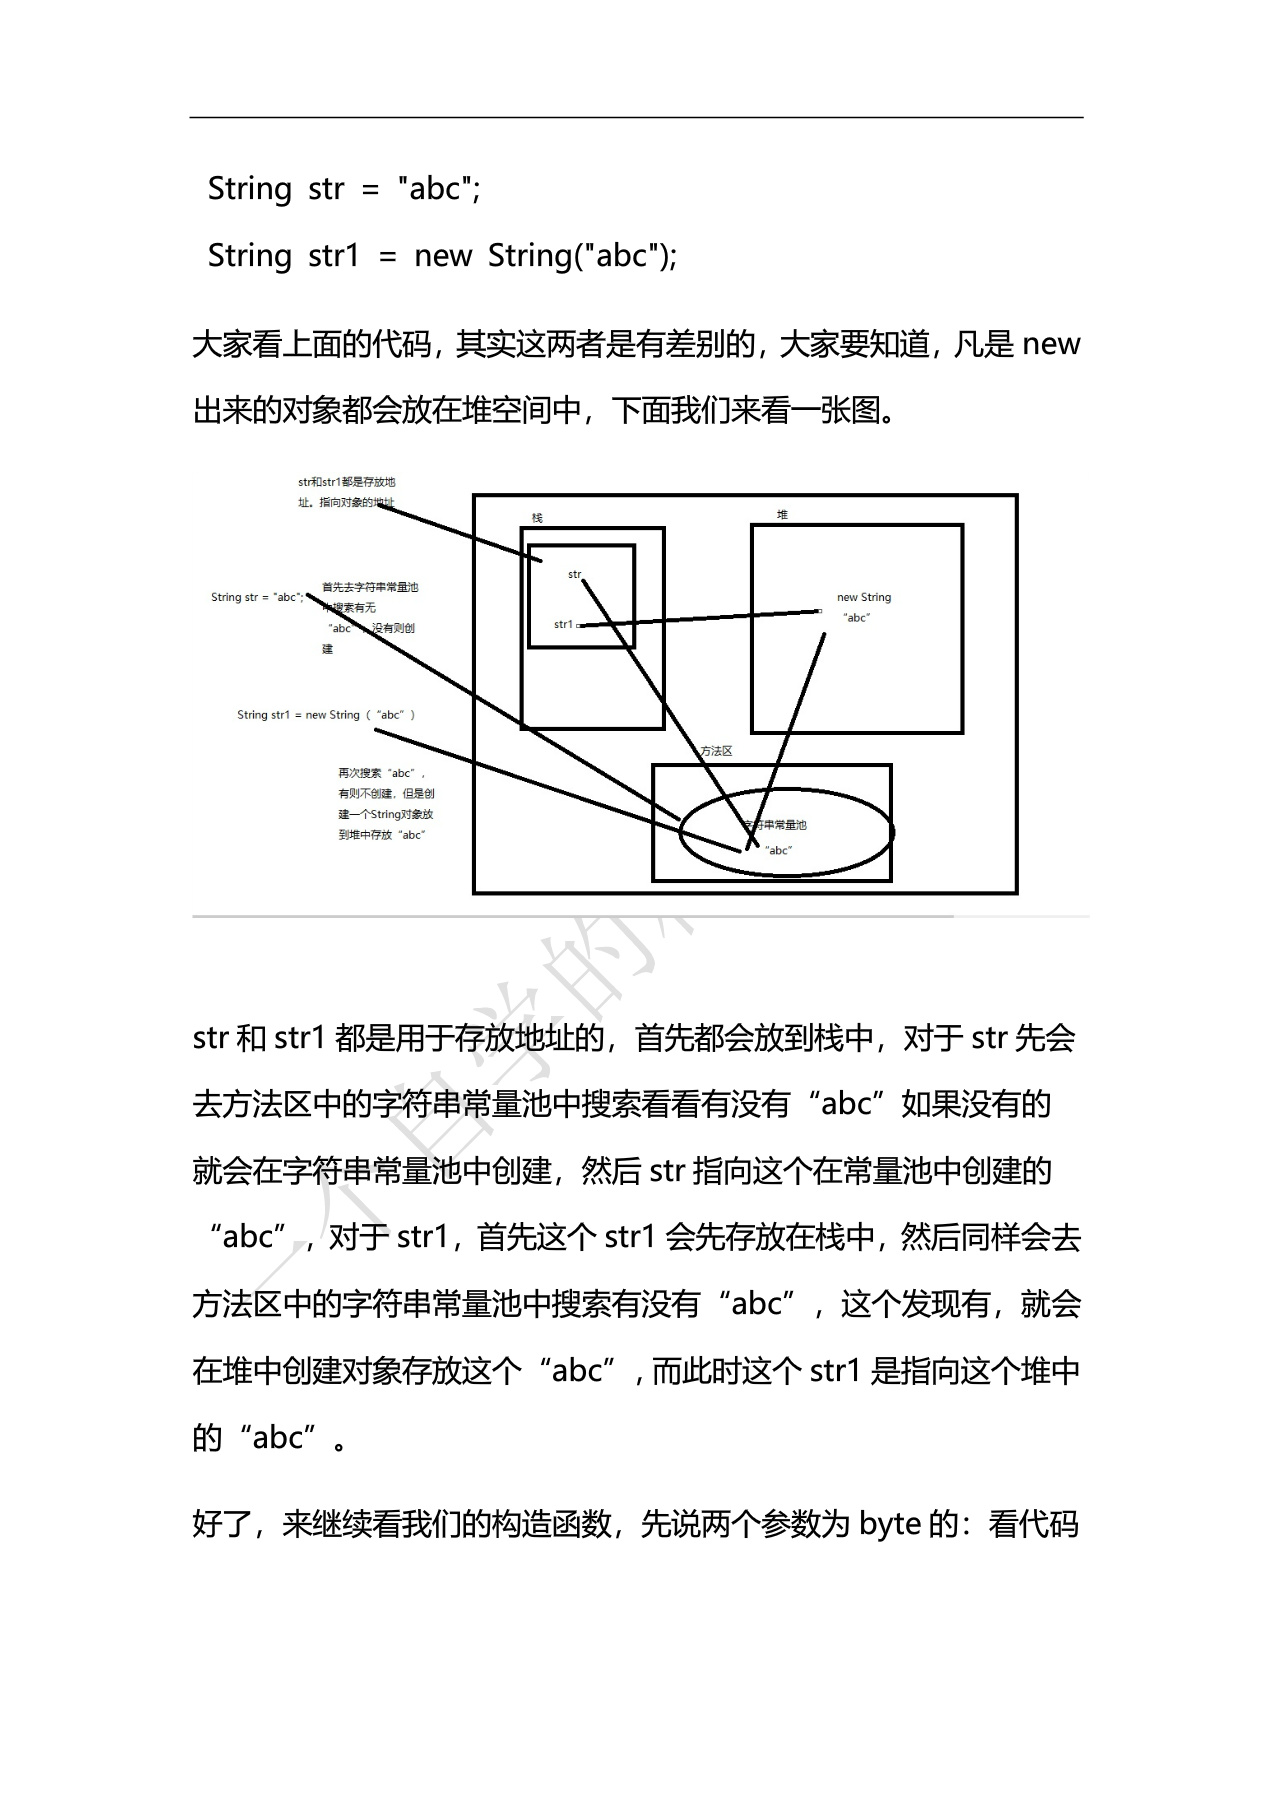 String str = "abc";
String str1 = new String("abc");
大家看上面的代码，其实这两者是有差别的，大家要知道，凡是 new
出来的对象都会放在堆空间中，下面我们来看一张图。
str和str1都是存放地
址。指向对象的地址
栈
堆
str
首先去字符串常量池
String str = "abc";
中搜索有无
“abc”，没有则创
建
str1
new String
“abc”
String str1 = new String（“abc”）
方法区
再次搜索“abc”，
有则不创建，但是创
建一个String对象放
到堆中存放“abc”
字符串常量池
“abc”
str 和 str1 都是用于存放地址的，首先都会放到栈中，对于 str 先会
去方法区中的字符串常量池中搜索看看有没有“abc”如果没有的
就会在字符串常量池中创建，然后 str 指向这个在常量池中创建的
“abc”，对于 str1，首先这个 str1 会先存放在栈中，然后同样会去
方法区中的字符串常量池中搜索有没有“abc”，这个发现有，就会
在堆中创建对象存放这个“abc”,而此时这个 str1 是指向这个堆中
的“abc”。
好了，来继续看我们的构造函数，先说两个参数为 byte 的：看代码
一个自学的